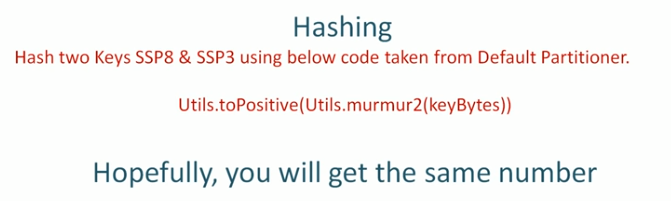 Hashing
Hash two Keys SSP8 & SSP3 using below code taken from Default Partitioner.
Utils.toPositive(Utils.murmur2(keyBytes))
Hopefully, you will get the same number